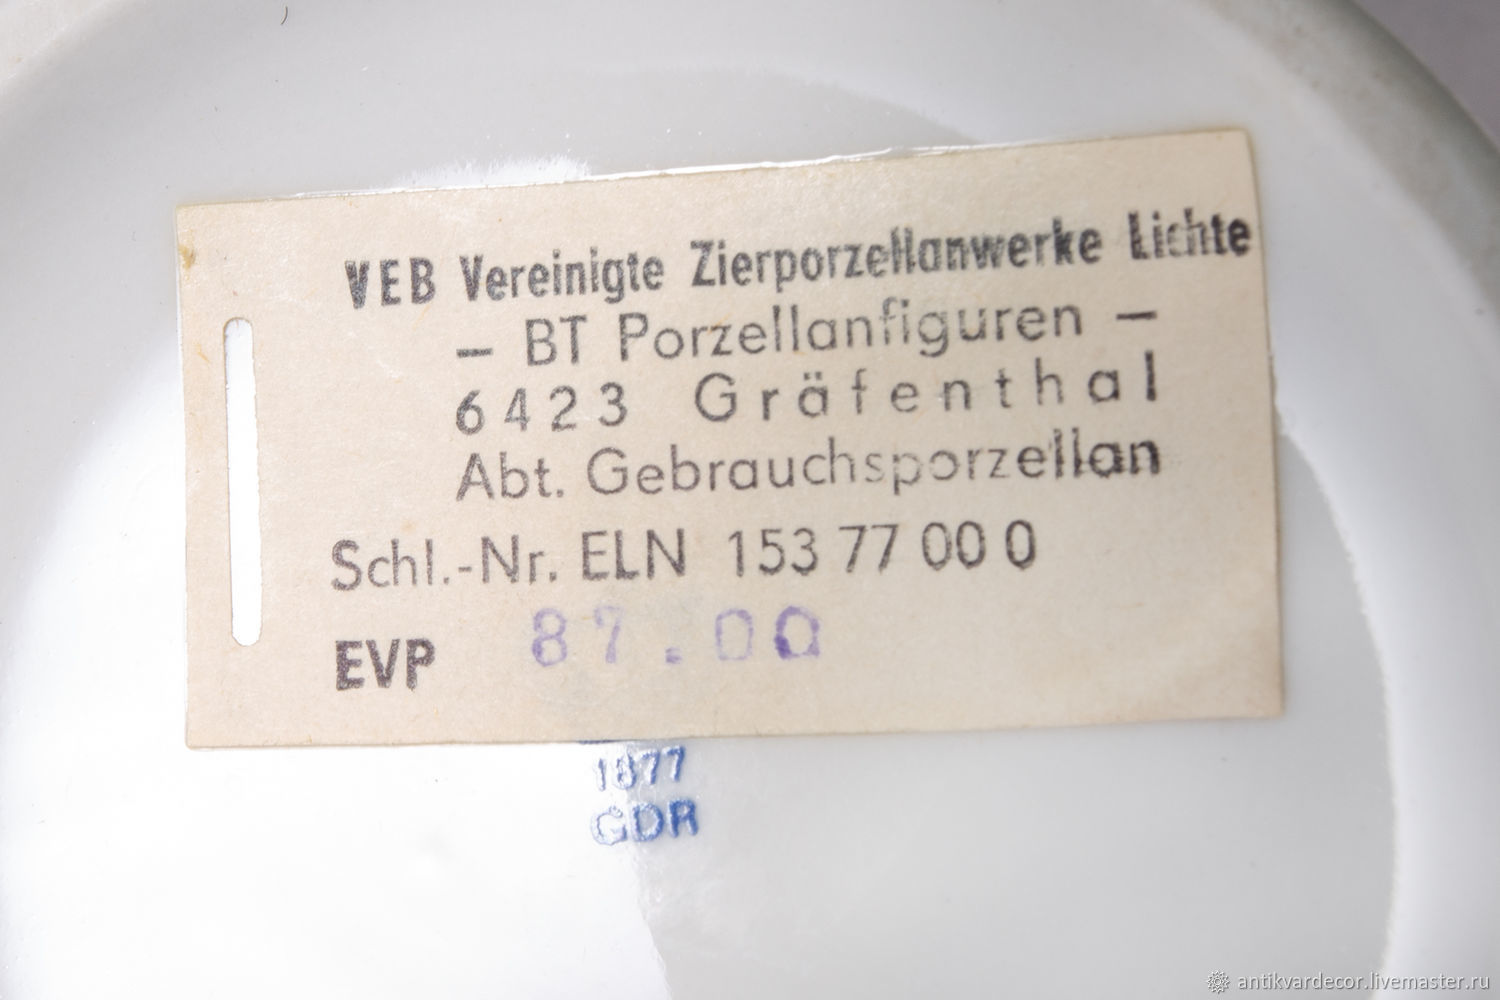 VEB Vereinigte Zierporzellanwerke Lichte
– BT Porzellanfiguren –
6423 Gräfenthal
Abt. Gebrauchsporzellan
Schl.-Nr. ELN 153 77 00 0
EVP 87.00
1877
GDR
antikvardecor.livemaster.ru